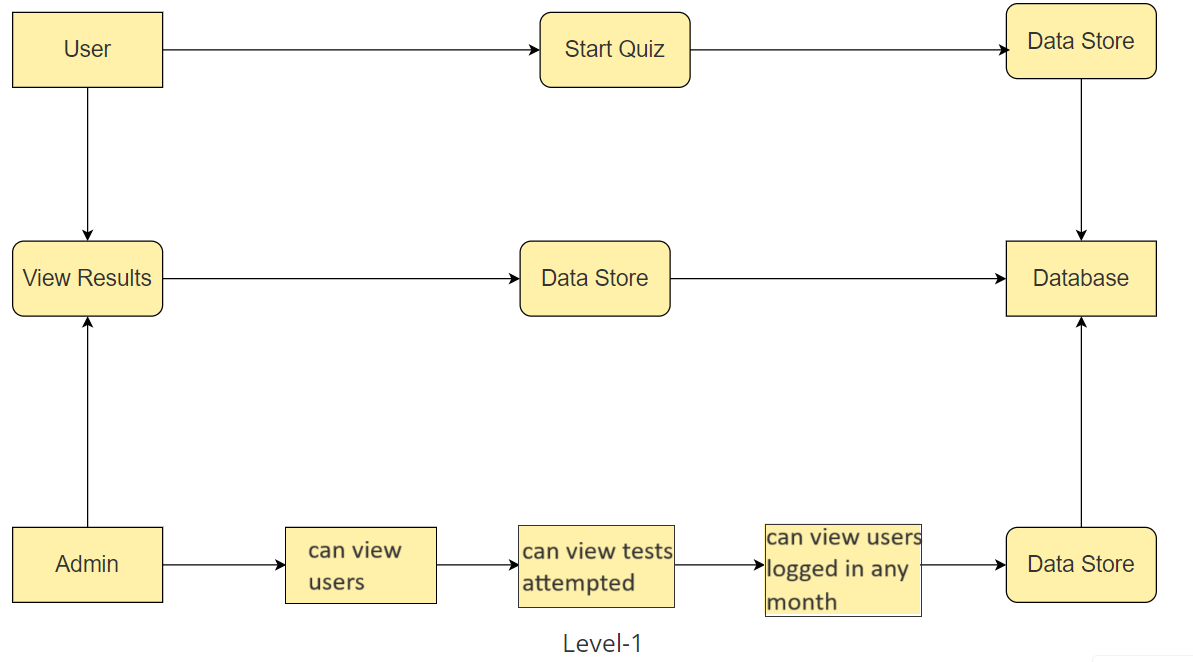 User
Start Quiz
Data Store
View Results
Data Store
Database
Admin
can view
users
can view tests
attempted
can view users
logged in any
month
Data Store
Level-1